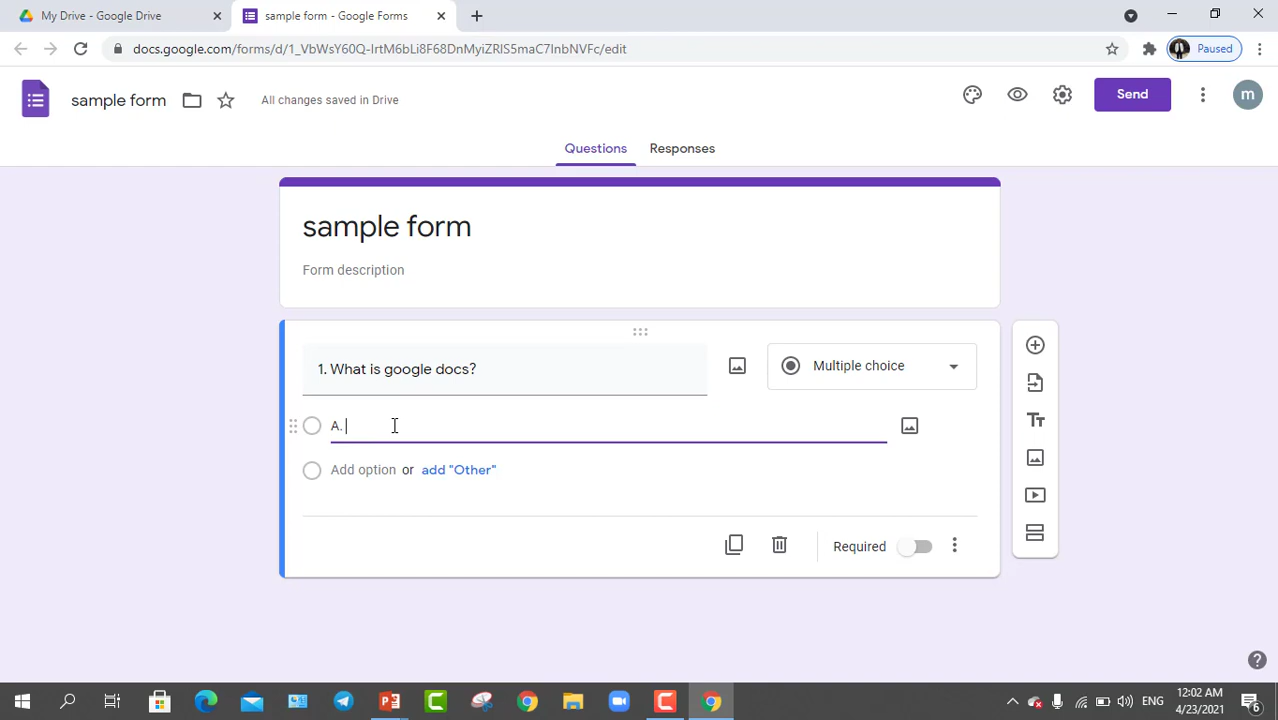 My Drive - Google Drive
sample form - Google Forms
docs.google.com/forms/d/1_VbWsY60Q-IrtM6bLi8F68DnMyiZRlS5maC7InbNVFc/edit
Paused
sample form
All changes saved in Drive
Send
m
Questions
Responses
sample form
Form description
1. What is google docs?
Multiple choice
A.
Add option or add "Other"
Required
ENG
12:02 AM
4/23/2021
6